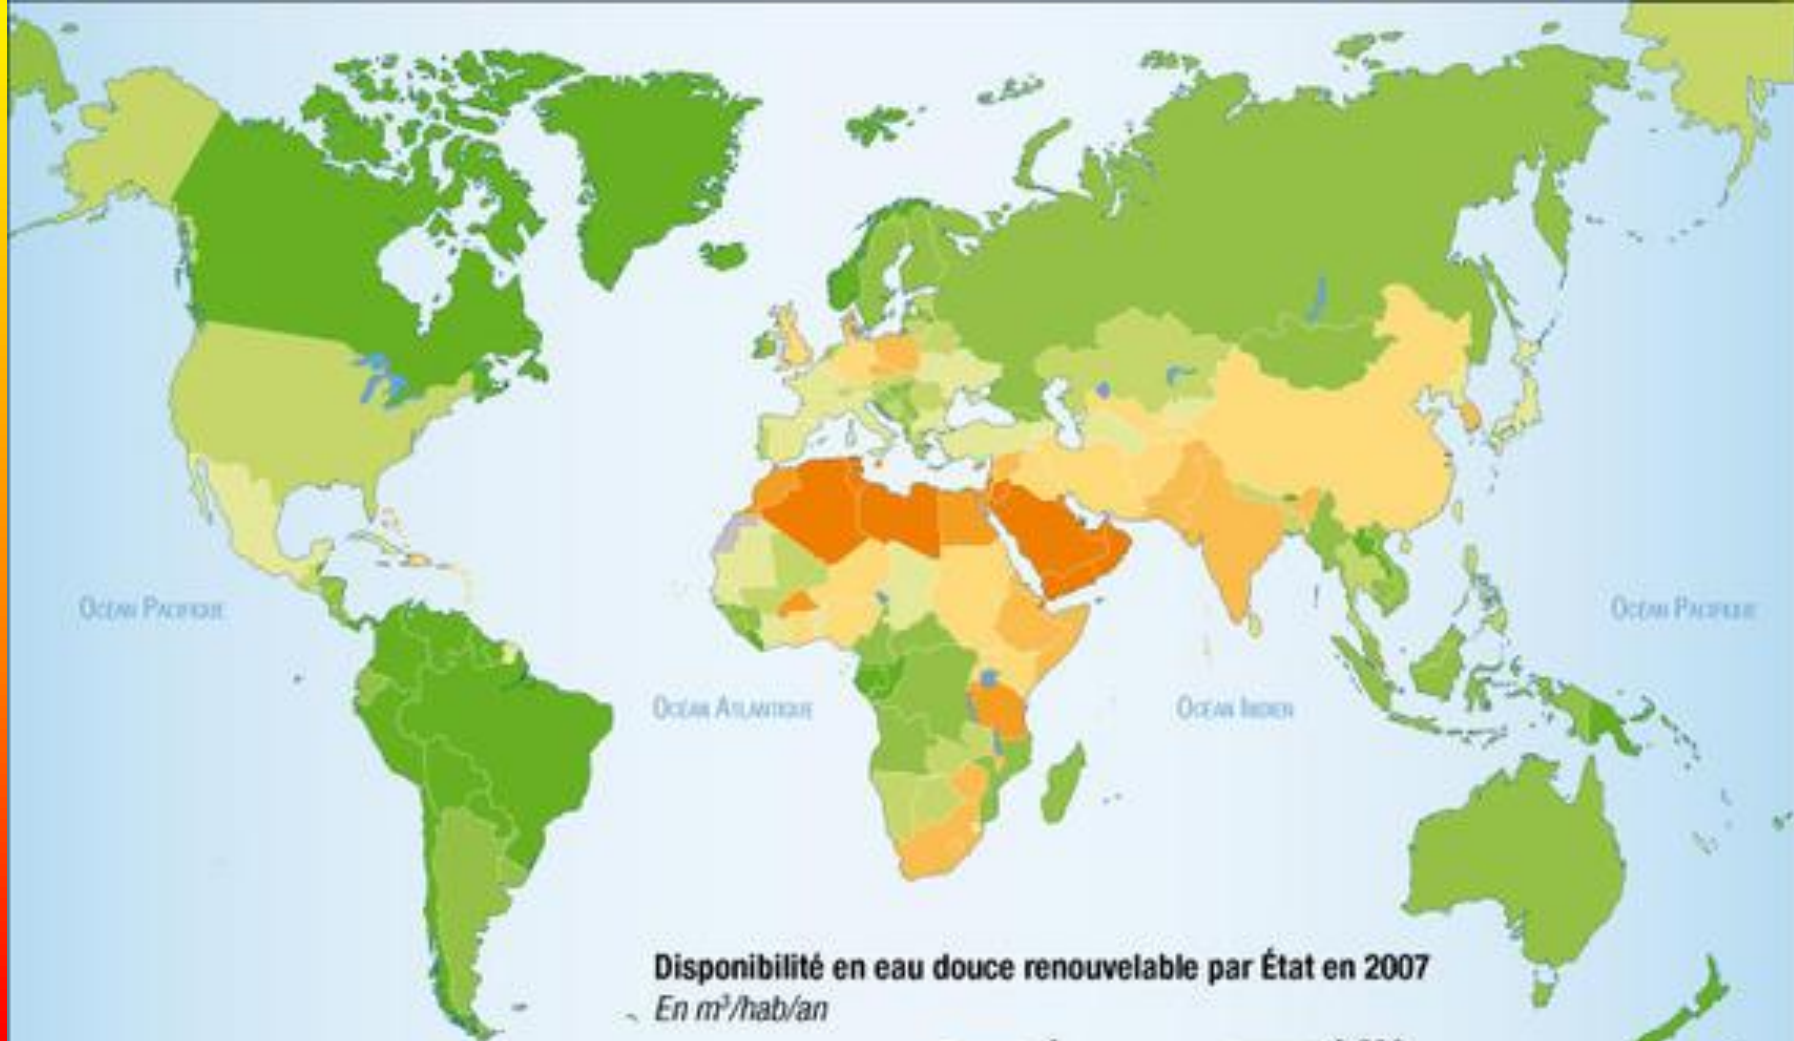 OCÉAN PACIFIQUE
OCÉAN PACIFIQUE
OCÉAN ATLANTIQUE
OCÉAN INDIEN
Disponibilité en eau douce renouvelable par État en 2007
En m³/hab/an